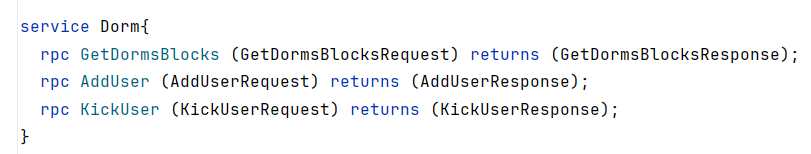 service Dorm{
  rpc GetDormsBlocks (GetDormsBlocksRequest) returns (GetDormsBlocksResponse);
  rpc AddUser (AddUserRequest) returns (AddUserResponse);
  rpc KickUser (KickUserRequest) returns (KickUserResponse);
}